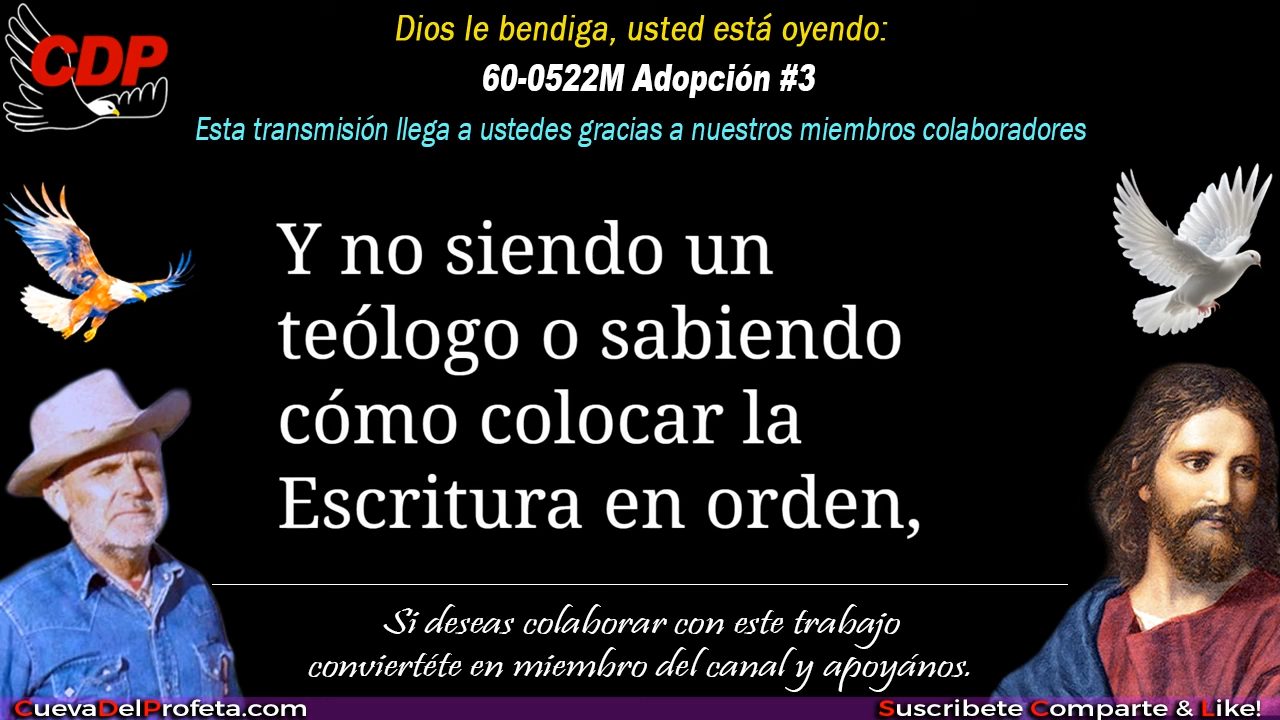 CDP
Dios le bendiga, usted está oyendo:
60-0522M Adopción #3
Esta transmisión llega a ustedes gracias a nuestros miembros colaboradores
Y no siendo un
teólogo o sabiendo
cómo colocar la
Escritura en orden,
Si deseas colaborar con este trabajo
conviertéte en miembro del canal y apoyános.
CuevaDelProfeta.com
Suscribete Comparte & Like!